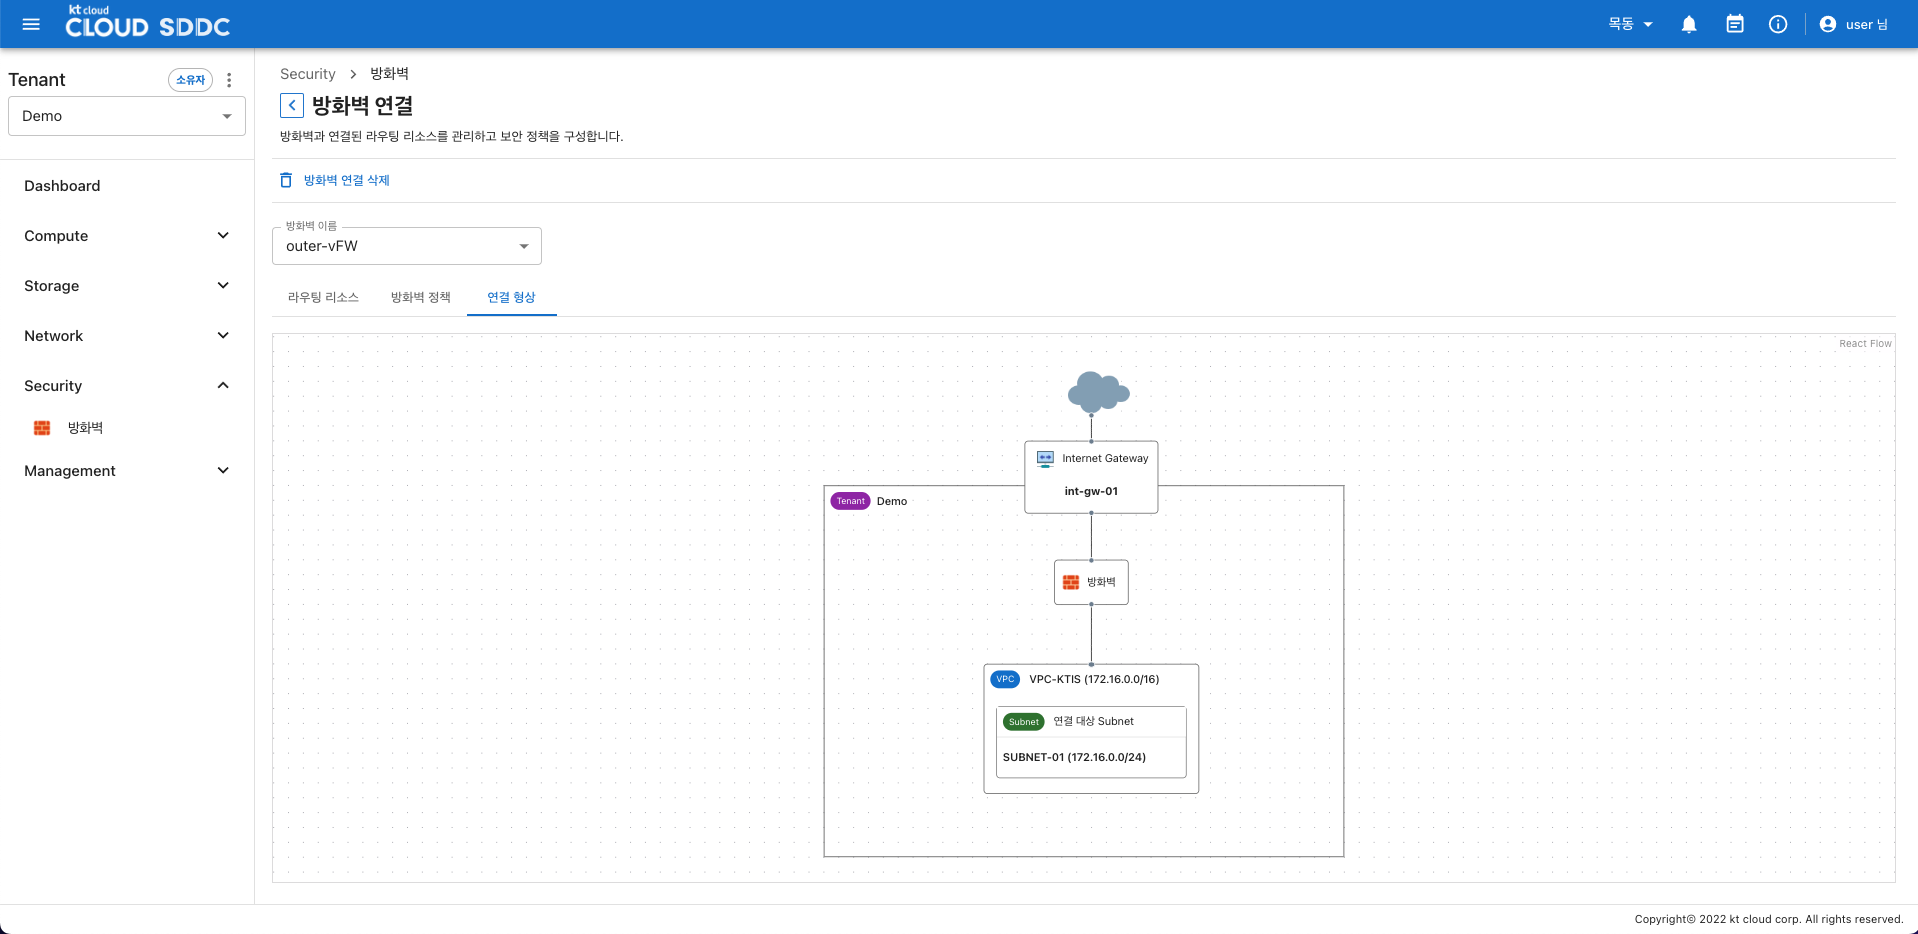 kt cloud
CLOUD SDDC
목동
user 님
Tenant
소유자
Demo
Dashboard
Compute
Storage
Network
Security
방화벽
Management
Security
방화벽
방화벽 연결
방화벽과 연결된 라우팅 리소스를 관리하고 보안 정책을 구성합니다.
방화벽 연결 삭제
방화벽 이름
outer-vFW
라우팅 리소스
방화벽 정책
연결 형상
React Flow
Internet Gateway
int-gw-01
Tenant
Demo
방화벽
VPC
VPC-KTIS (172.16.0.0/16)
Subnet
연결 대상 Subnet
SUBNET-01 (172.16.0.0/24)
Copyright© 2022 kt cloud corp. All rights reserved.